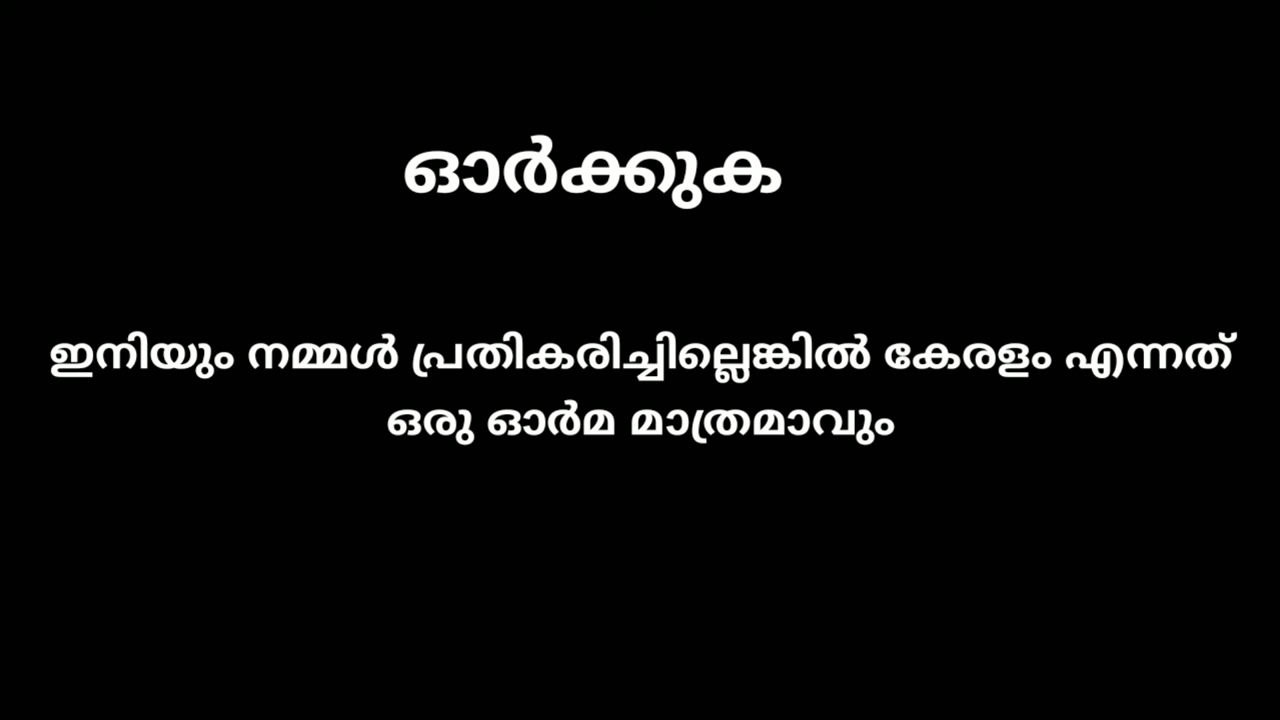 ഓർക്കുക
ഇനിയും നമ്മൾ പ്രതികരിച്ചില്ലെങ്കിൽ കേരളം എന്നത്
ഒരു ഓർമ മാത്രമാവും